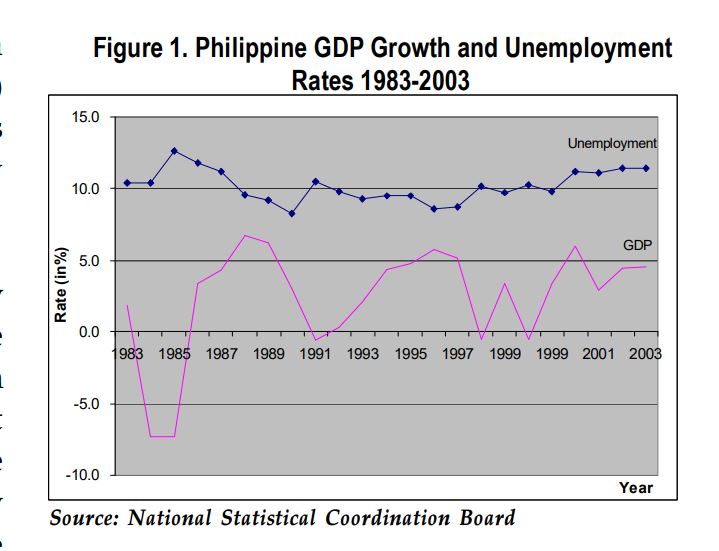 Figure 1. Philippine GDP Growth and Unemployment
Rates 1983-2003
15.0
Unemployment
10.0
GDP
5.0
Rate (in%)
0.0
1983 1985 1987 1989 1991 1993 1995 1997 1999 1999 2001 2003
-5.0
-10.0
Year
Source: National Statistical Coordination Board